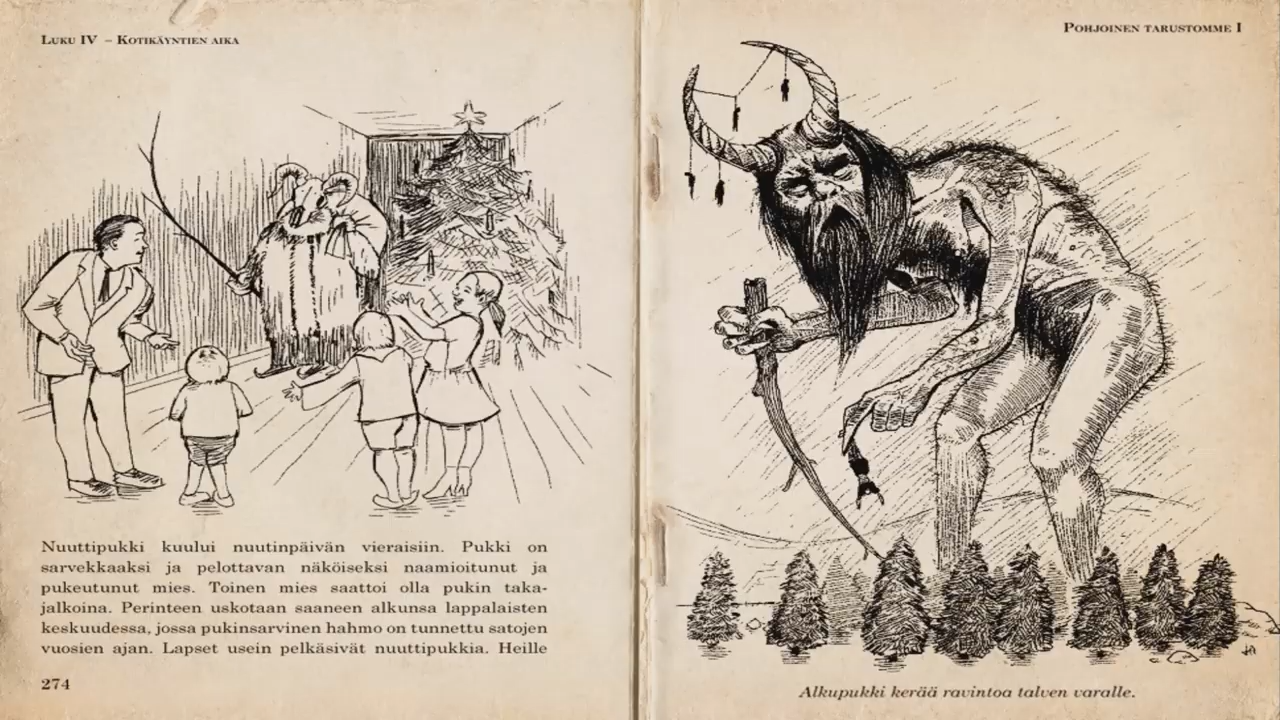 Luku IV – Kotikäyntien aika
Nuuttipukki kuului nuutinpäivän vieraisiin. Pukki on
sarvekkaaksi ja pelottavan näköiseksi naamioitunut ja
pukeutunut mies. Toinen mies saattoi olla pukin taka-
jalkoina. Perinteen uskotaan saaneen alkunsa lappalaisten
keskuudessa, jossa pukinsarvinen hahmo on tunnettu satojen
vuosien ajan. Lapset usein pelkäsivät nuuttipukkia. Heille
274
Pohjoinen tarustomme I
Alkupukki kerää ravintoa talven varalle.